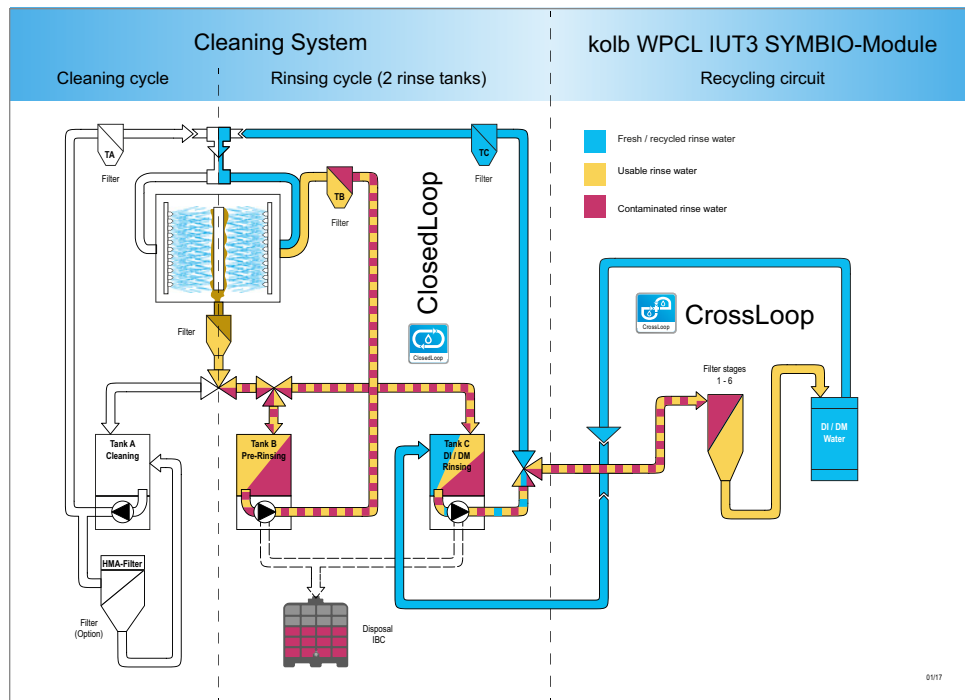 Cleaning System
kolb WPCL IUT3 SYMBIO-Module
Cleaning cycle
Rinsing cycle (2 rinse tanks)
Recycling circuit
TA
Filter
TC
Filter
TB
Filter
Fresh / recycled rinse water
Usable rinse water
Contaminated rinse water
ClosedLoop
ClosedLoop
CrossLoop
CrossLoop
Filter
Filter stages
1 - 6
DI / DM
Water
Tank A
Cleaning
Tank B
Pre-Rinsing
Tank C
DI / DM
Rinsing
HMA-Filter
Filter
(Option)
Disposal
IBC
01/17